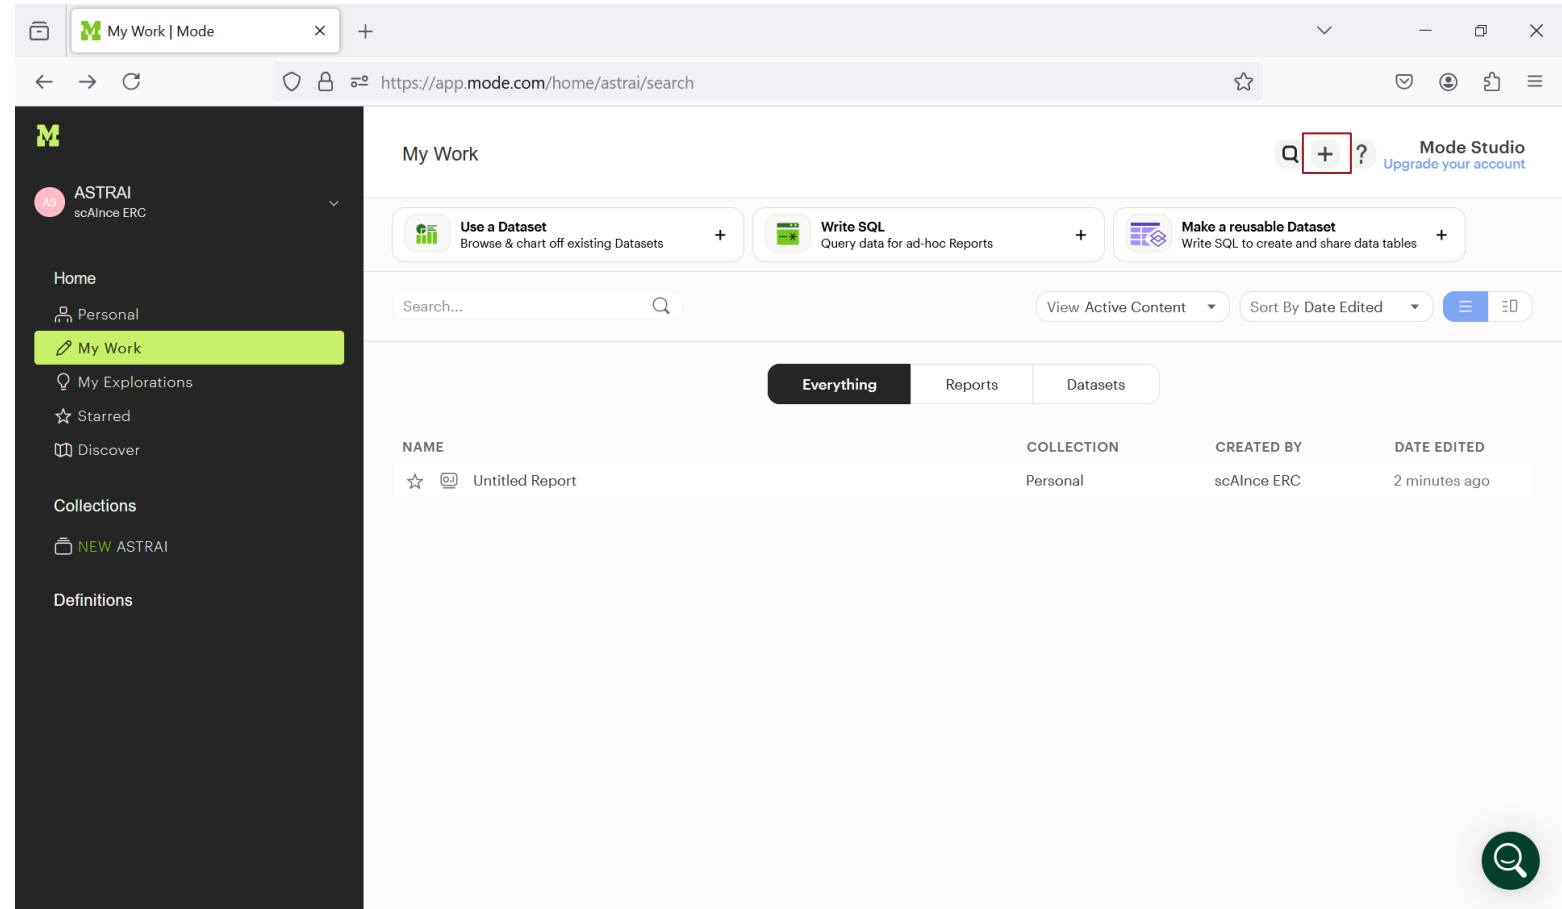 My Work | Mode
https://app.mode.com/home/astrai/search
M
AS
ASTRAI
scAInce ERC
Home
Personal
My Work
My Explorations
Starred
Discover
Collections
NEW ASTRAI
Definitions
My Work
?
Mode Studio
Upgrade your account
Use a Dataset
Browse & chart off existing Datasets
Write SQL
Query data for ad-hoc Reports
Make a reusable Dataset
Write SQL to create and share data tables
Search...
View Active Content
Sort By Date Edited
Everything
Reports
Datasets
NAME COLLECTION CREATED BY DATE EDITED
Untitled Report Personal scAInce ERC 2 minutes ago